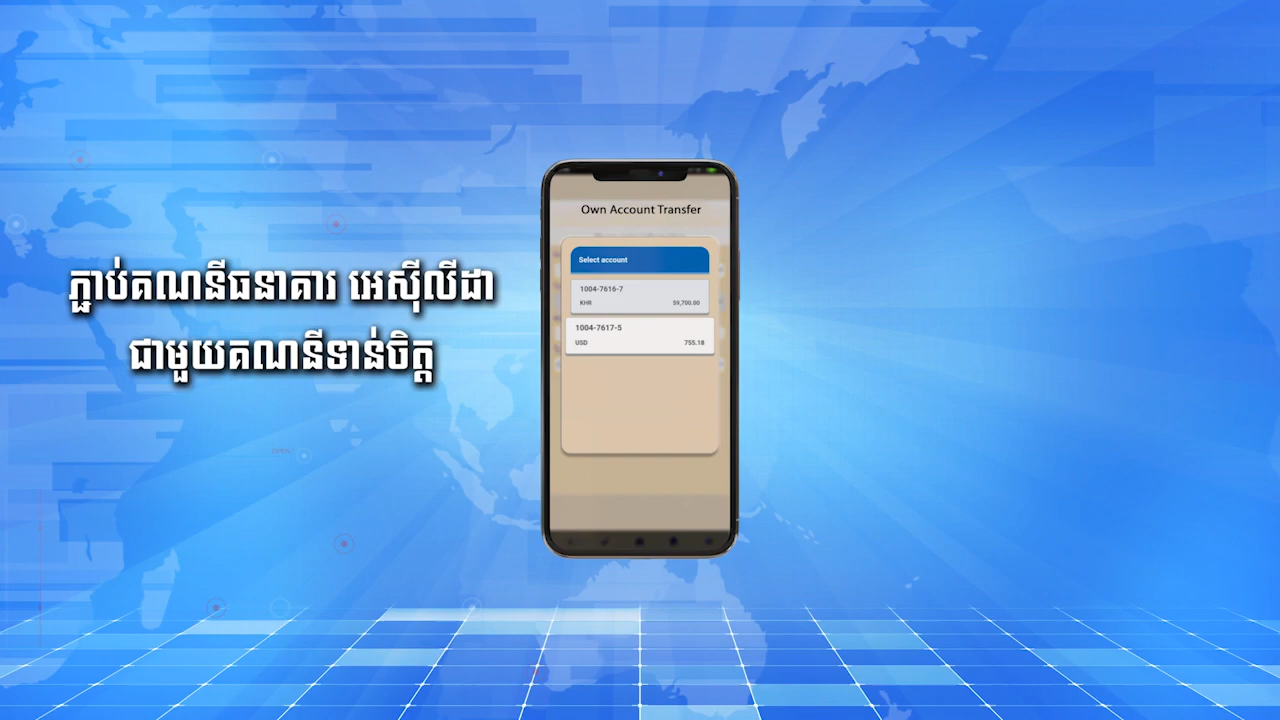 ភ្ជាប់គណនីធនាគារ អេស៊ីលីដា
ជាមួយគណនីទាន់ចិត្ត
Own Account Transfer
Select account
1004-7616-7
KHR 59,700.00
1004-7617-5
USD 755.18
OPEN